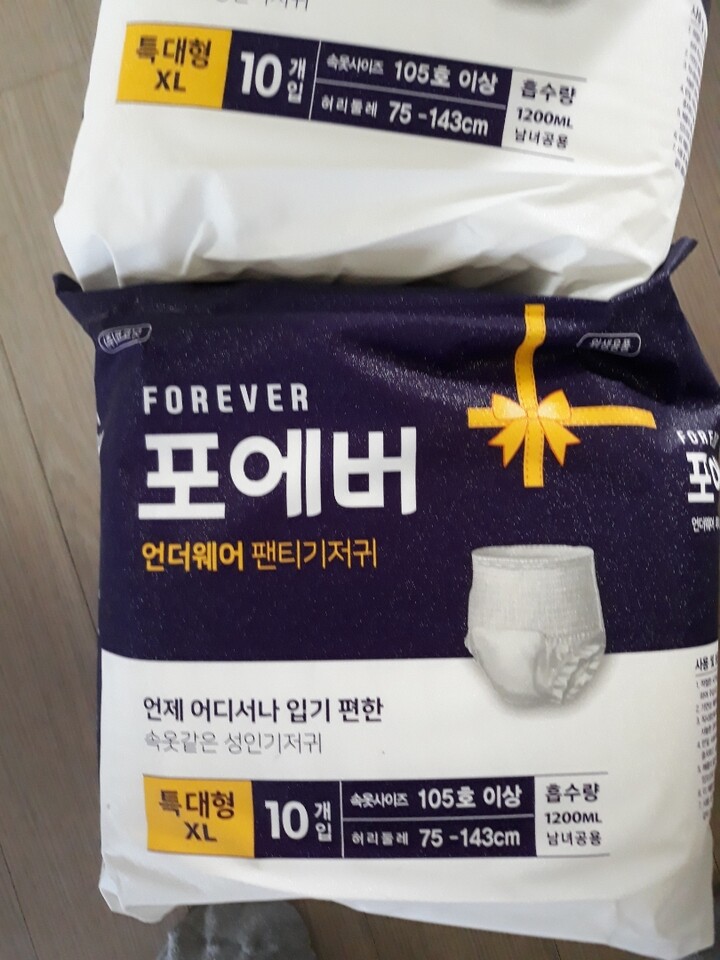 특대형
XL
10개입
속옷사이즈 105호 이상
허리둘레 75-143cm
흡수량
1200ML
남녀공용
위생용품
FOREVER
포에버
언더웨어 팬티기저귀
언제 어디서나 입기 편한
속옷같은 성인기저귀
특대형
XL
10개입
속옷사이즈 105호 이상
허리둘레 75-143cm
흡수량
1200ML
남녀공용